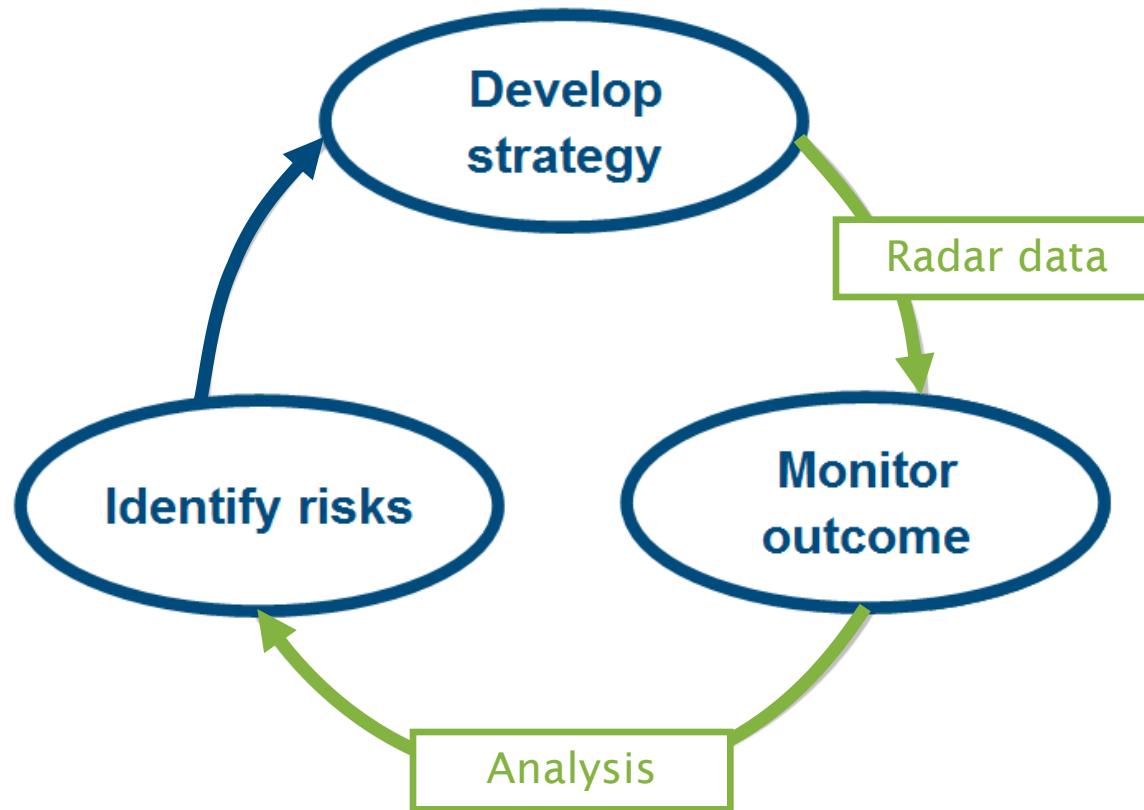 Develop
strategy
Radar data
Identify risks
Monitor
outcome
Analysis